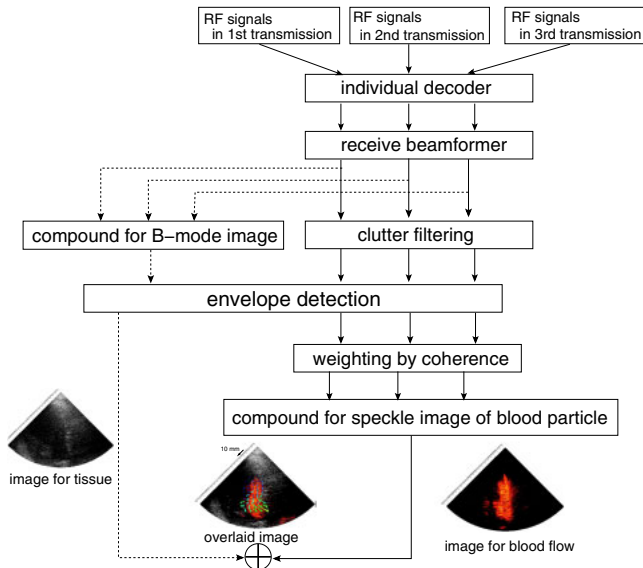 RF signals
in 1st transmission
RF signals
in 2nd transmission
RF signals
in 3rd transmission
individual decoder
receive beamformer
compound for B−mode image
clutter filtering
envelope detection
weighting by coherence
compound for speckle image of blood particle
10 mm
image for tissue
overlaid image
image for blood flow